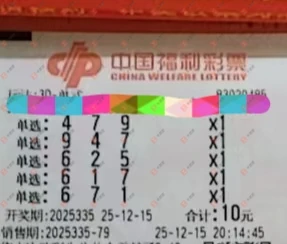 中国福利彩票
CHINA WELFARE LOTTERY
单选: 4 7 9 x1
单选: 9 4 7 x1
单选: 6 2 5 x1
单选: 6 1 7 x1
单选: 6 7 1 x1
开奖期:2025335 25-12-15 合计:10元
销售期:2025335-79 25-12-15 20:14:45